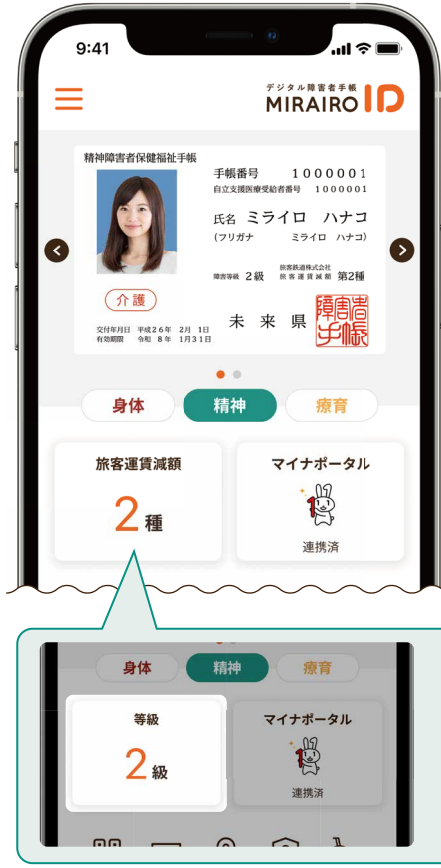 9:41
デジタル障害者手帳
MIRAIRO ID
精神障害者保健福祉手帳
手帳番号 1000001
自立支援医療受給者番号 1000001
氏名 ミライロ ハナコ
(フリガナ ミライロ ハナコ)
障害等級 2級 旅客鉄道株式会社
旅客運賃減額 第2種
介護
交付年月日 平成26年 2月 1日
有効期間 令和 8年 1月31日
未来県
障害者
手帳
身体 精神 療育
旅客運賃減額
2種
マイナポータル
連携済
身体 精神 療育
等級
2級
マイナポータル
連携済